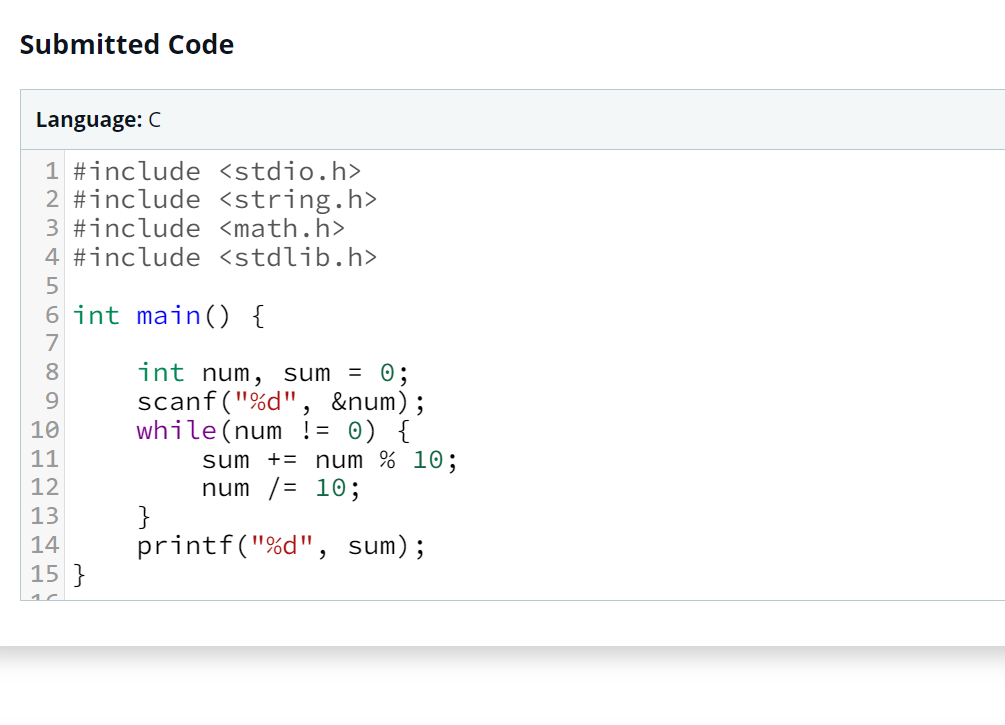 Submitted Code
Language: C
1 #include <stdio.h>
2 #include <string.h>
3 #include <math.h>
4 #include <stdlib.h>
5
6 int main() {
7
8     int num, sum = 0;
9     scanf("%d", &num);
10     while(num != 0) {
11         sum += num % 10;
12         num /= 10;
13     }
14     printf("%d", sum);
15 }